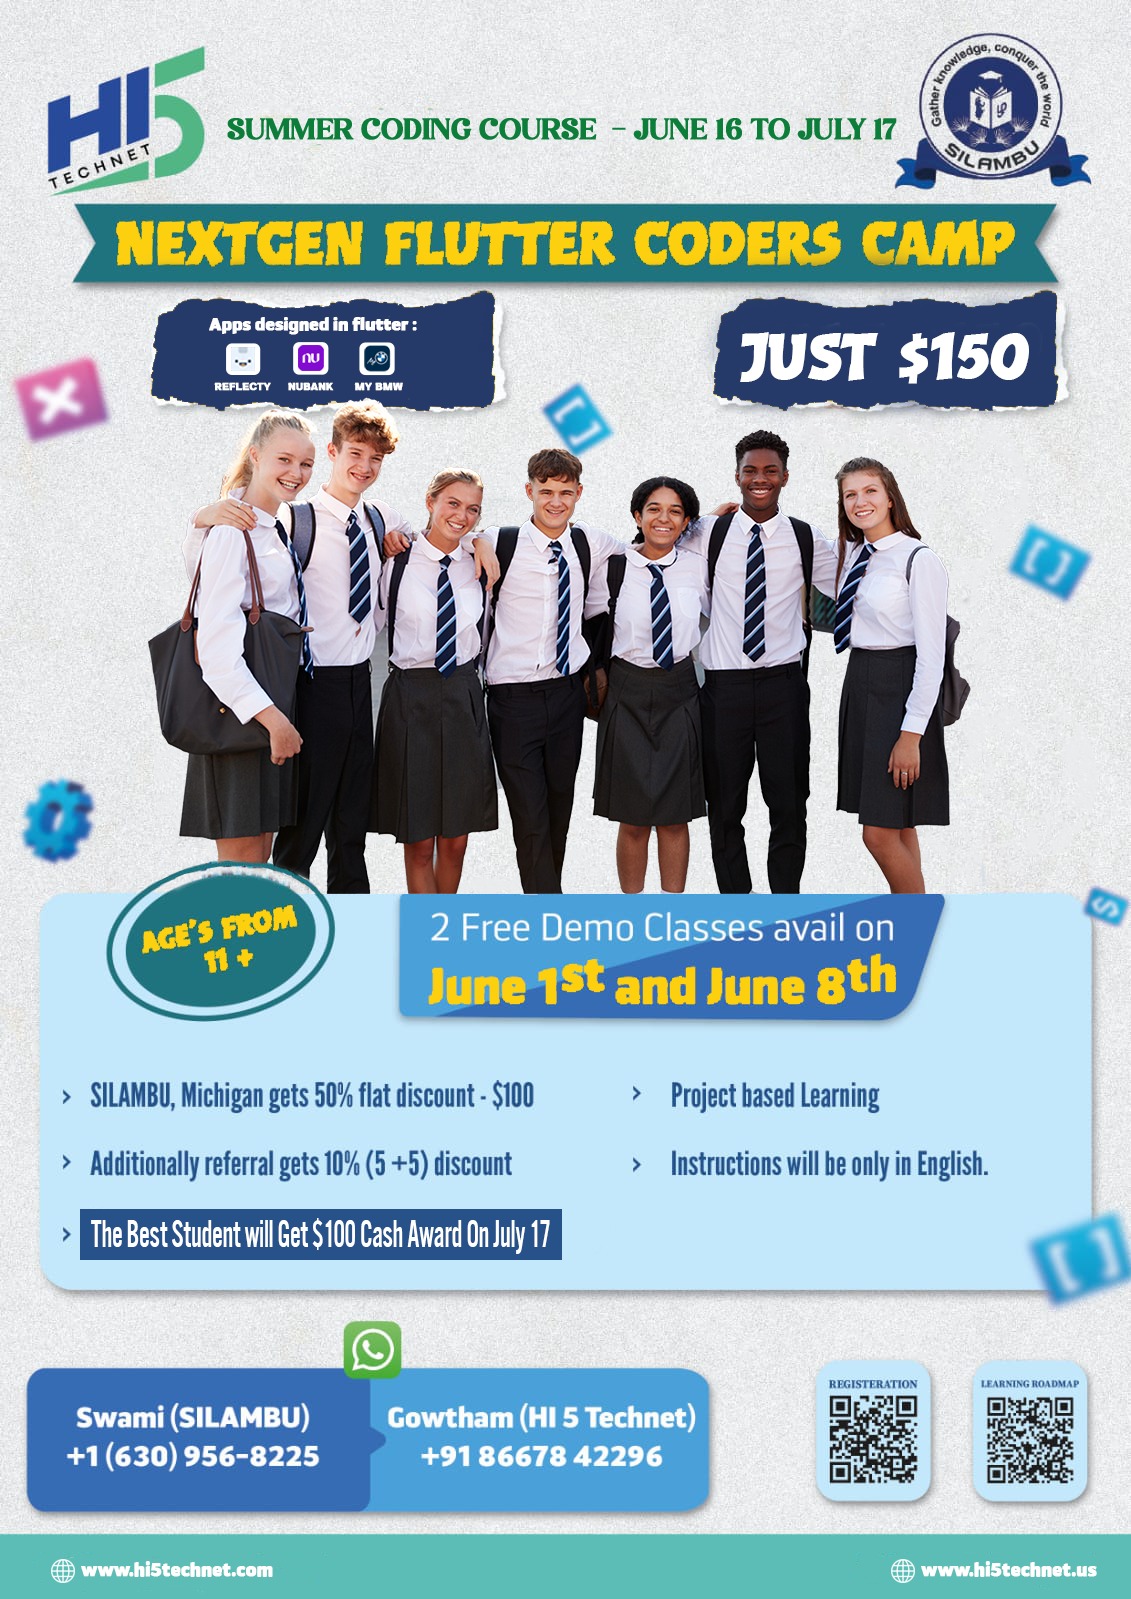 HI5
TECHNET
SUMMER CODING COURSE – JUNE 16 TO JULY 17
Gather knowledge, conquer the world
SILAMBU
NEXTGEN FLUTTER CODERS CAMP
Apps designed in flutter :
nu
REFLECTY NUBANK MY BMW
JUST $150
AGE'S FROM
11 +
2 Free Demo Classes avail on
June 1st and June 8th
> SILAMBU, Michigan gets 50% flat discount - $100
> Additionally referral gets 10% (5 +5) discount
> The Best Student will Get $100 Cash Award On July 17
> Project based Learning
> Instructions will be only in English.
Swami (SILAMBU)
+1 (630) 956-8225
Gowtham (HI 5 Technet)
+91 86678 42296
REGISTERATION
LEARNING ROADMAP
www.hi5technet.com
www.hi5technet.us